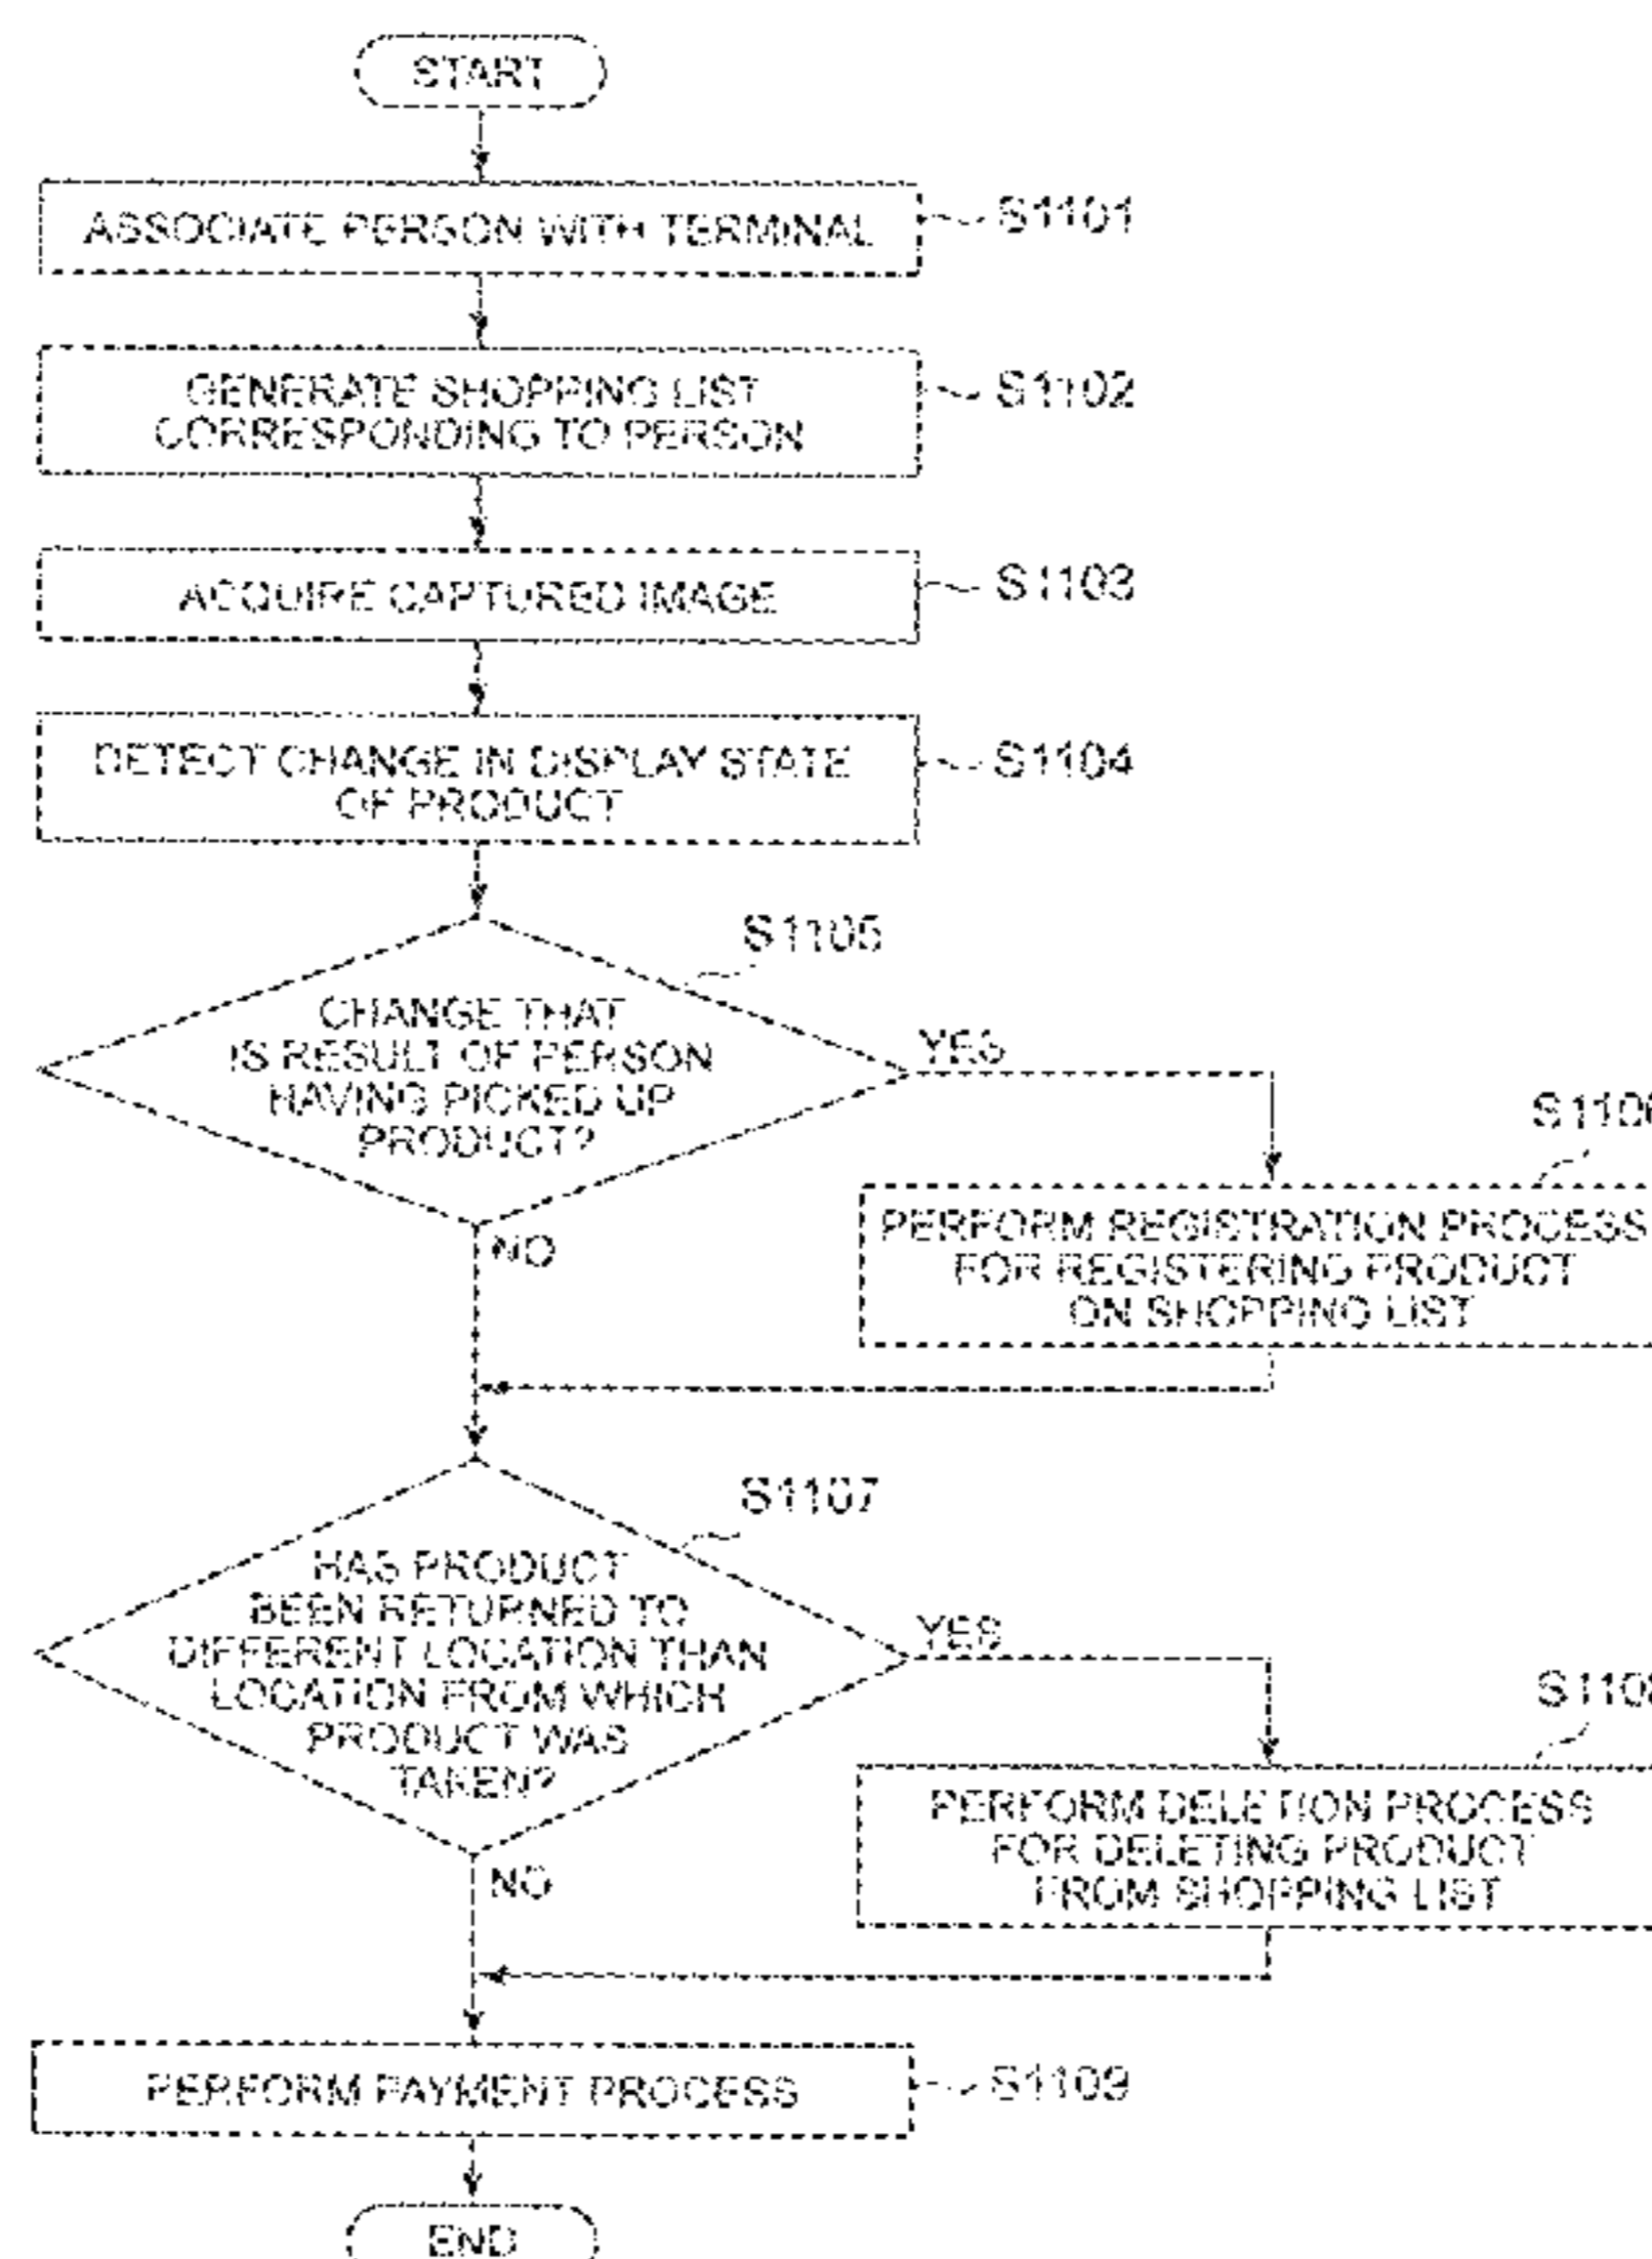 START
ASSOCIATE PERSON WITH TERMINAL
S1101
GENERATE SHOPPING LIST
CORRESPONDING TO PERSON
S1102
ACQUIRE CAPTURED IMAGE
S1103
DETECT CHANGE IN DISPLAY STATE
OF PRODUCT
S1104
S1105
CHANGE THAT
IS RESULT OF PERSON
HAVING PICKED UP
PRODUCT?
YES
NO
PERFORM REGISTRATION PROCESS
FOR REGISTERING PRODUCT
ON SHOPPING LIST
S1107
HAS PRODUCT
BEEN RETURNED TO
DIFFERENT LOCATION THAN
LOCATION FROM WHICH
PRODUCT WAS
TAKEN?
YES
NO
PERFORM DELETION PROCESS
FOR DELETING PRODUCT
FROM SHOPPING LIST
PERFORM PAYMENT PROCESS
S1109
END